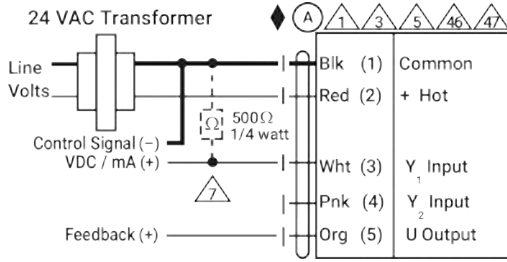 24 VAC Transformer
A 1 3 5 46 47
Line
Volts
Blk (1) Common
Red (2) + Hot
Ω 500Ω
1/4 watt
Control Signal (–)
VDC / mA (+)
Wht (3) Y1 Input
7
Pnk (4) Y2 Input
Feedback (+)
Org (5) U Output